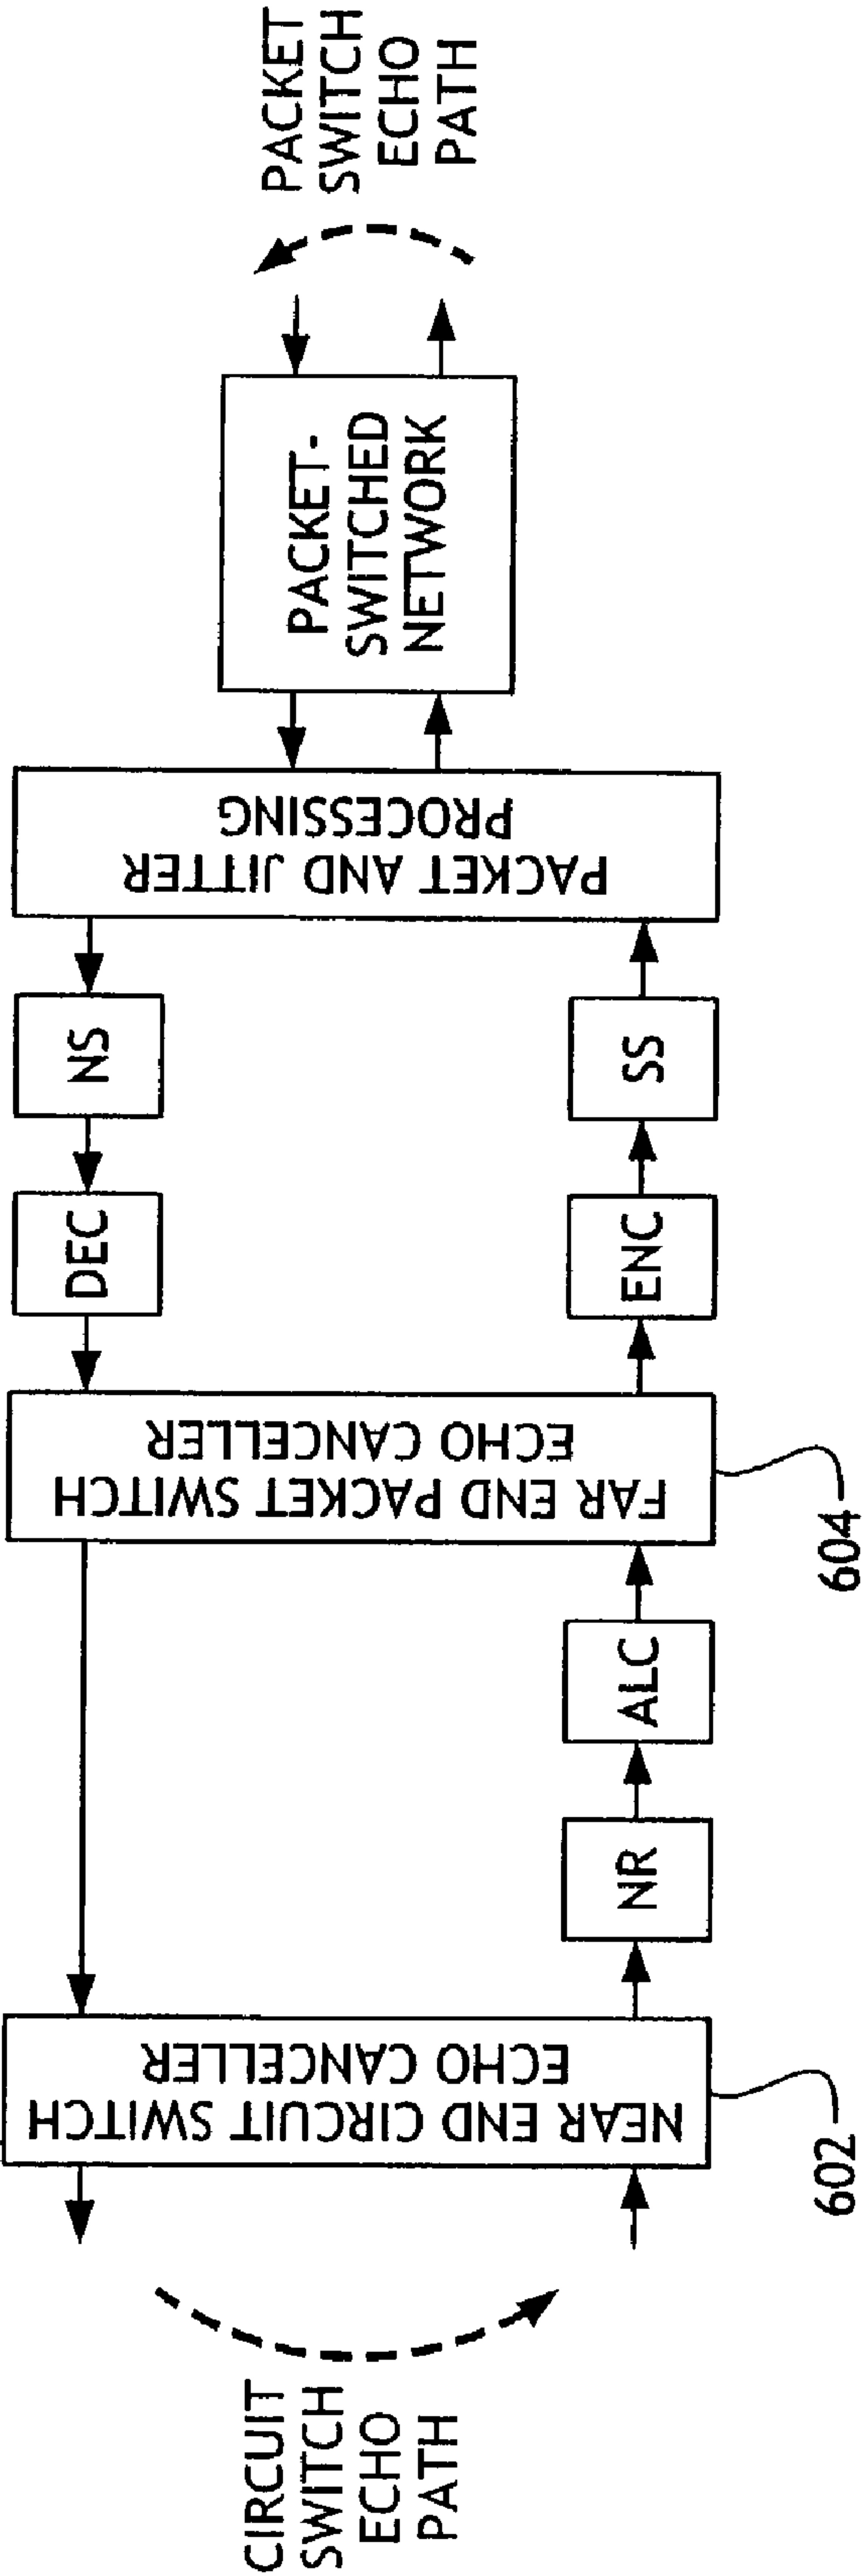 CIRCUIT
SWITCH
ECHO
PATH
NEAR END CIRCUIT SWITCH
ECHO CANCELLER
602
NR
ALC
FAR END PACKET SWITCH
ECHO CANCELLER
604
DEC
NS
ENC
SS
PACKET AND JITTER
PROCESSING
PACKET-
SWITCHED
NETWORK
PACKET
SWITCH
ECHO
PATH